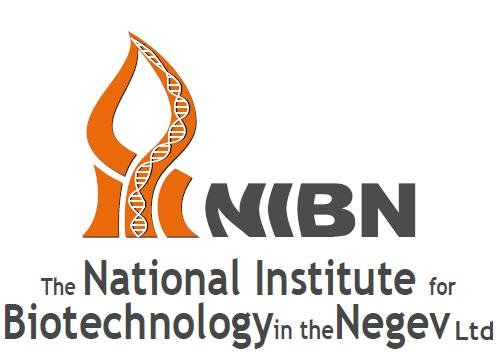 NIBN
The National Institute for
Biotechnology in the Negev Ltd